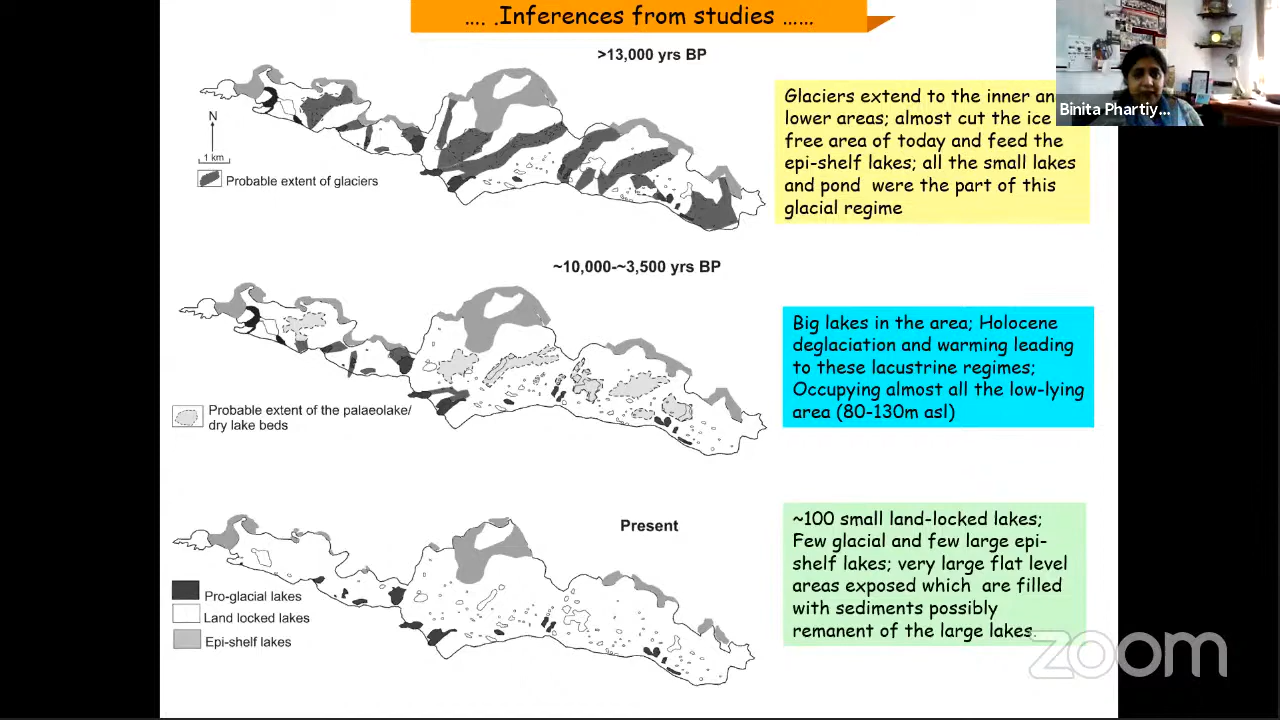 .... .Inferences from studies ......
>13,000 yrs BP
N
1 km
Probable extent of glaciers
Glaciers extend to the inner an
lower areas; almost cut the ice
free area of today and feed the
epi-shelf lakes; all the small lakes
and pond were the part of this
glacial regime
Binita Phartiy...
~10,000-~3,500 yrs BP
Probable extent of the palaeolake/
dry lake beds
Big lakes in the area; Holocene
deglaciation and warming leading
to these lacustrine regimes;
Occupying almost all the low-lying
area (80-130m asl)
Present
Pro-glacial lakes
Land locked lakes
Epi-shelf lakes
~100 small land-locked lakes;
Few glacial and few large epi-
shelf lakes; very large flat level
areas exposed which are filled
with sediments possibly
remanent of the large lakes.
zoom